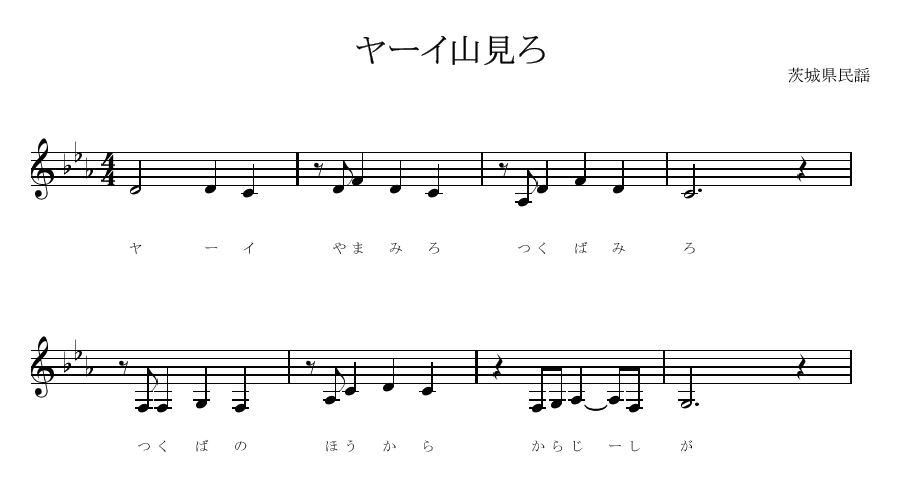 ヤーイ山見ろ
茨城県民謡
ヤ ー イ や ま み ろ つ く ば み ろ
つ く ば の ほ う か ら か ら じ ー し が